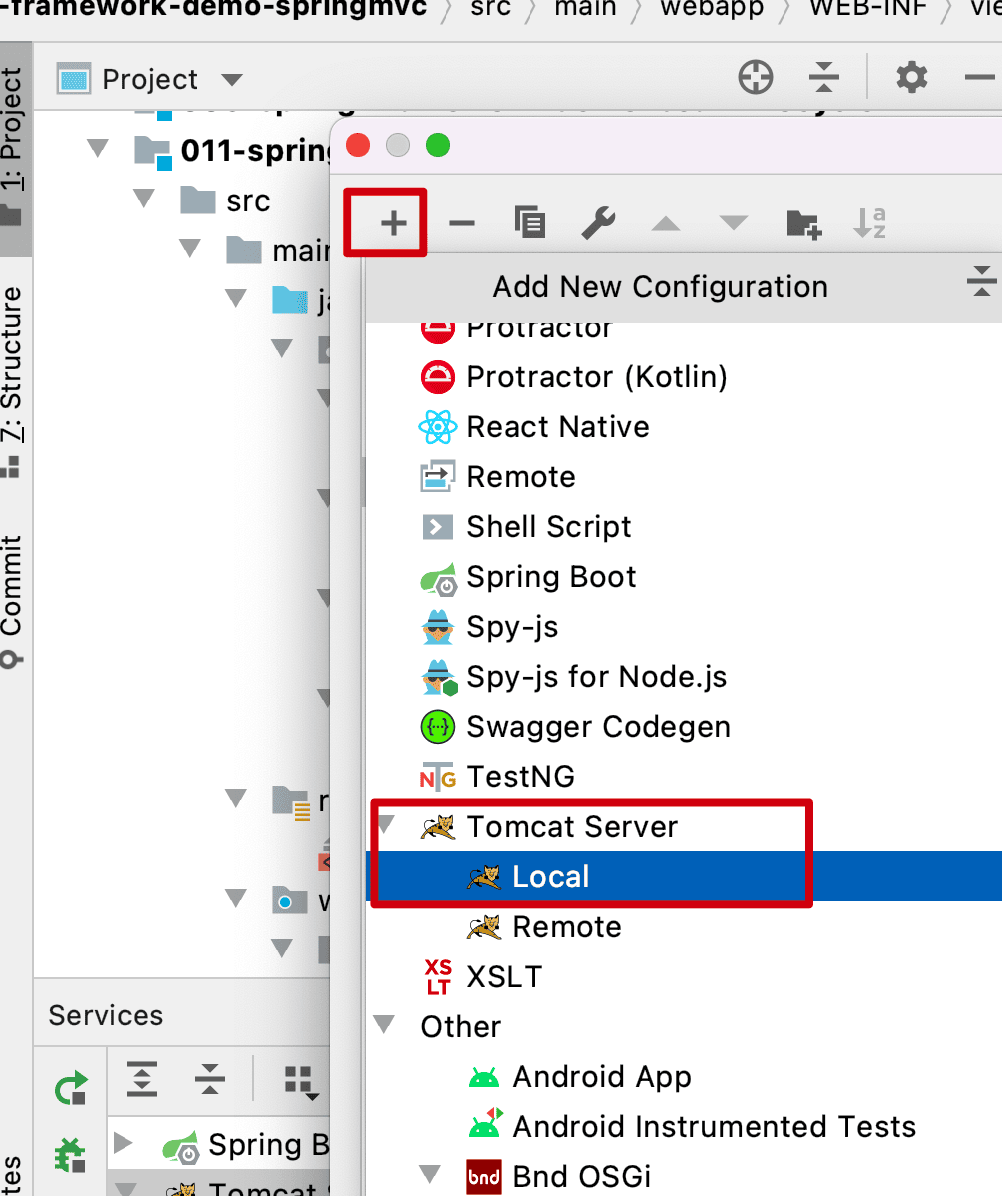 -framework-demo-springmvc > src > main > webapp > WEB-INF > vie
1: Project
Project
011-spring
src
main
Add New Configuration
Protractor
Protractor (Kotlin)
React Native
Remote
Shell Script
Spring Boot
Spy-js
Spy-js for Node.js
Swagger Codegen
TestNG
Tomcat Server
Local
Remote
XSLT
Other
Android App
Android Instrumented Tests
Bnd OSGi
7: Structure
Commit
Services
Spring B
Tomcat S